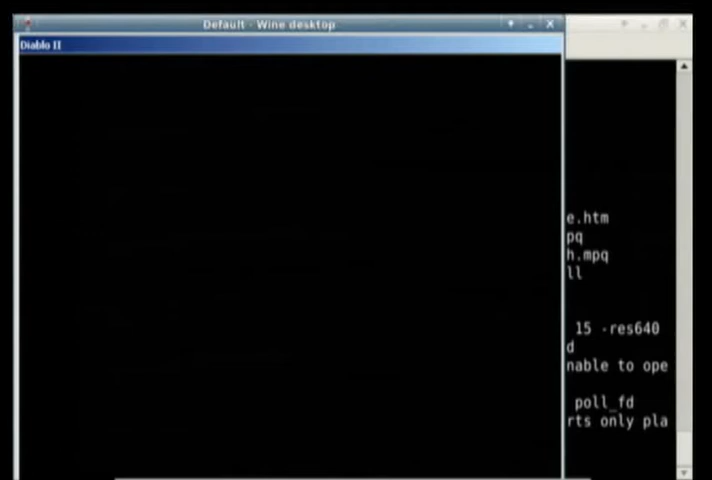 Default - Wine desktop
Diablo II
e.htm
pq
h.mpq
ll
15 -res640
d
nable to ope
poll_fd
rts only pla